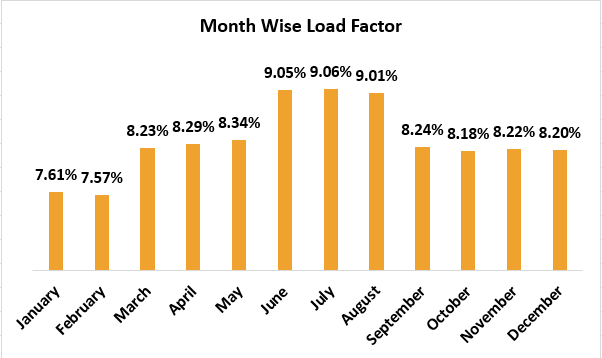 Month Wise Load Factor
7.61%
7.57%
8.23%
8.29%
8.34%
9.05%
9.06%
9.01%
8.24%
8.18%
8.22%
8.20%
January
February
March
April
May
June
July
August
September
October
November
December